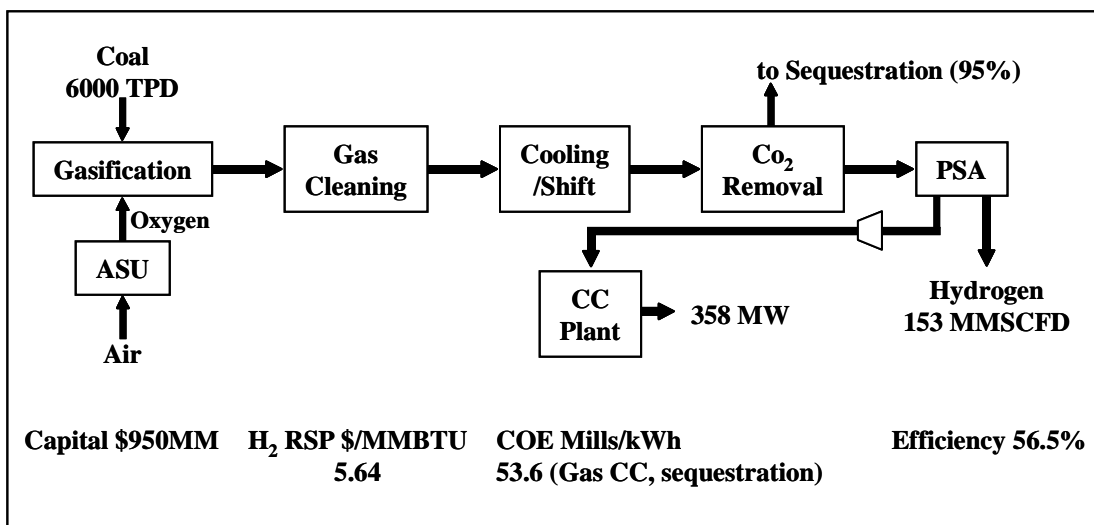 Coal
6000 TPD
to Sequestration (95%)
Gasification
Gas
Cleaning
Cooling
/Shift
Co2
Removal
PSA
Oxygen
ASU
Air
CC
Plant
358 MW
Hydrogen
153 MMSCFD
Capital $950MM
H2 RSP $/MMBTU
5.64
COE Mills/kWh
53.6 (Gas CC, sequestration)
Efficiency 56.5%